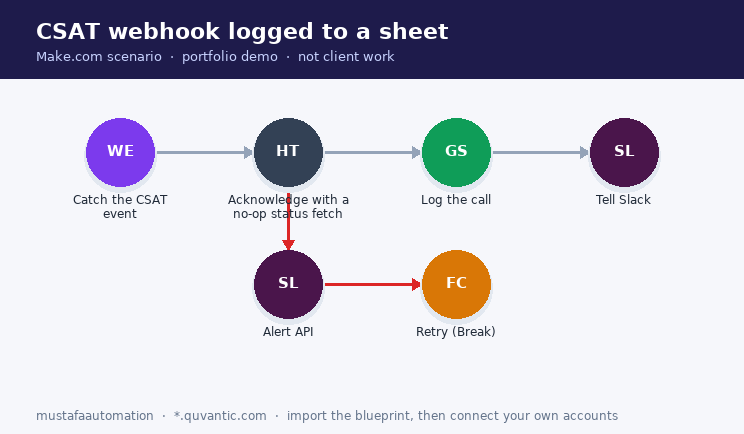 CSAT webhook logged to a sheet
Make.com scenario · portfolio demo · not client work
WE
HT
GS
SL
Catch the CSAT
event
Acknowledge with a
no-op status fetch
Log the call
Tell Slack
SL
FC
Alert API
Retry (Break)
mustafaautomation · *.quvantic.com · import the blueprint, then connect your own accounts